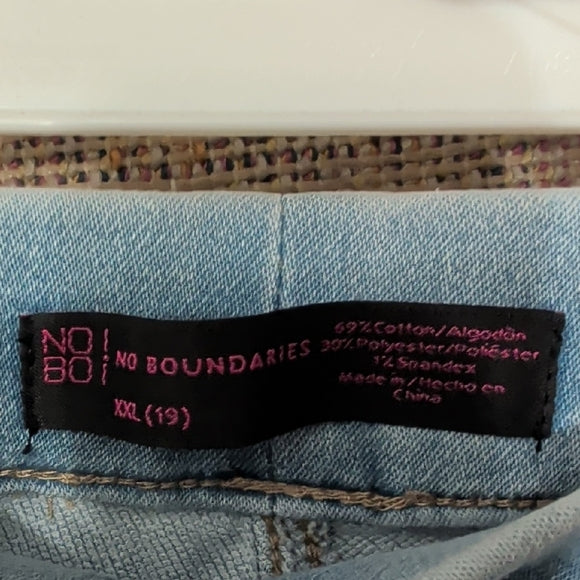 NO
BO
NO BOUNDARIES
XXL (19)
69% Cotton/Algodón
30% Polyester/Poliéster
1% Spandex
Made in/Hecho en
China